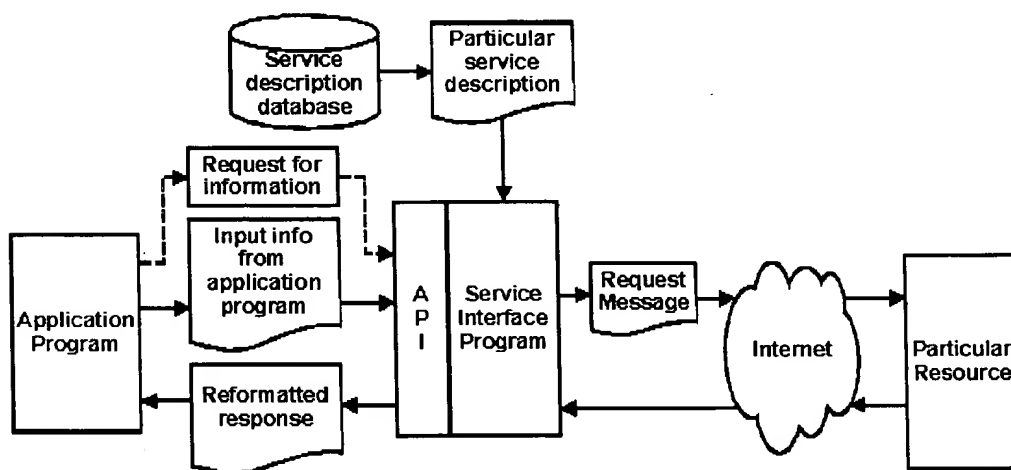 Service
description
database
Partiicular
service
description
Request for
information
Input info
from
application
program
Application
Program
A
P
I
Service
Interface
Program
Request
Message
Internet
Particular
Resource
Reformatted
response